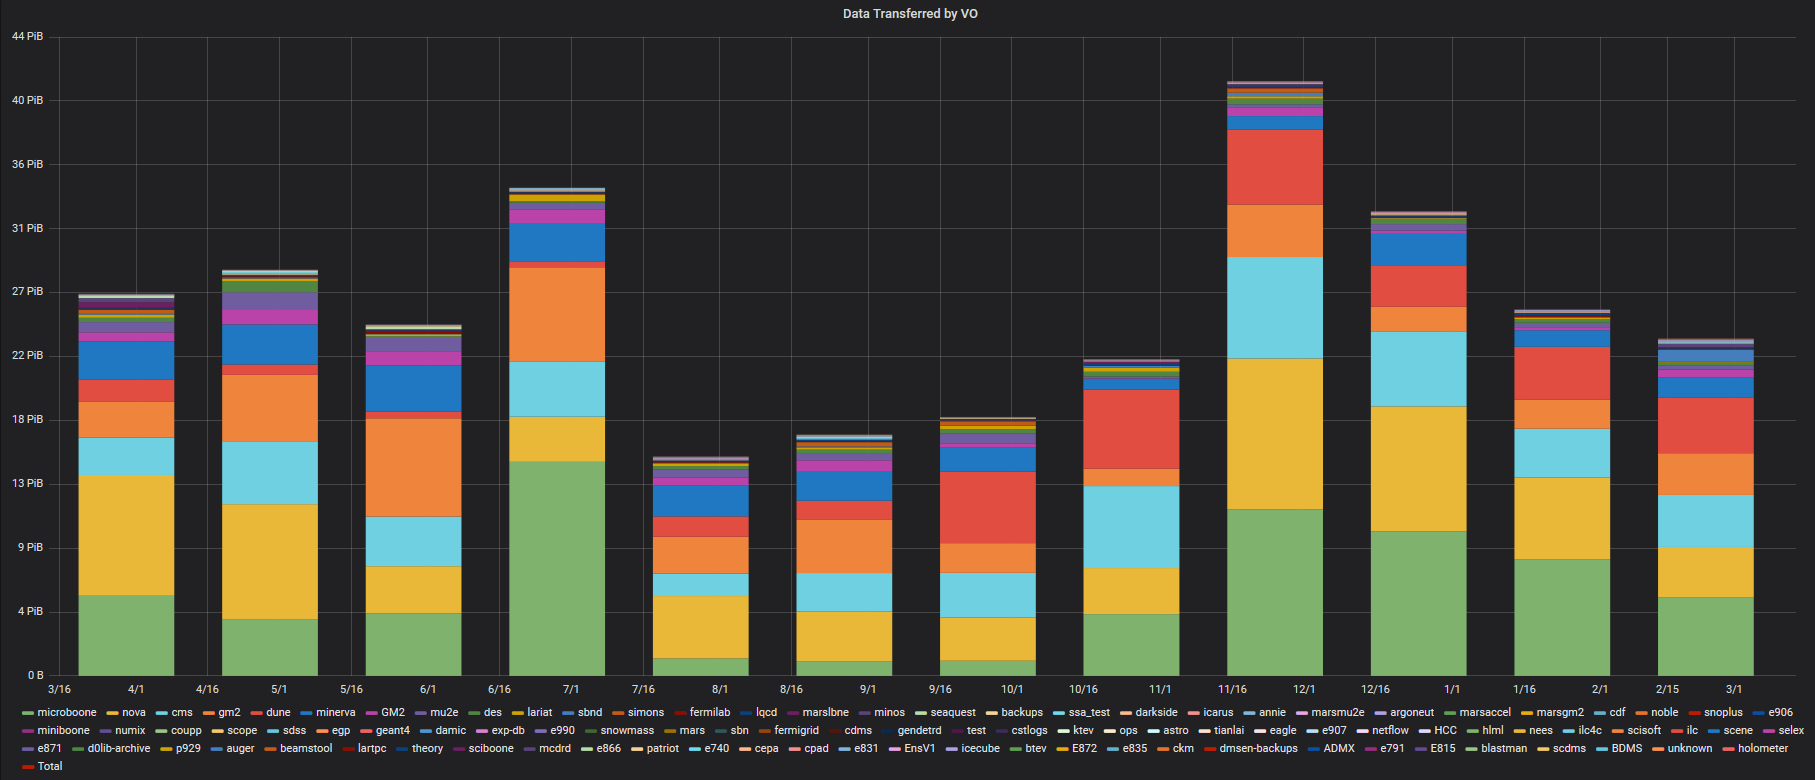 Data Transferred by VO
44 PiB
40 PiB
36 PiB
31 PiB
27 PiB
22 PiB
18 PiB
13 PiB
9 PiB
4 PiB
0 B
3/16 4/1 4/16 5/1 5/16 6/1 6/16 7/1 7/16 8/1 8/16 9/1 9/16 10/1 10/16 11/1 11/16 12/1 12/16 1/1 1/16 2/1 2/15 3/1
microboone nova cms gm2 dune minerva GM2 mu2e des lariat sbnd simons fermilab lqcd marslbne minos seaquest backups ssa_test darkside icarus annie marsmu2e argoneut marsaccel marsgm2 cdf noble snoplus e906
miniboone numix coupp scope sdss egp geant4 damic exp-db e990 snowmass mars sbn fermigrid cdms gendetrd test cstlogs ktev ops astro tianlai eagle e907 netflow HCC hlml nees ilc4c scisoft ilc scene selex
e871 d0lib-archive p929 auger beamstool lartpc theory sciboone mcdrd e866 patriot e740 cepa cpad e831 EnsV1 icecube btev E872 e835 ckm dmsen-backups ADMX e791 E815 blastman scdms BDMS unknown holometer
Total